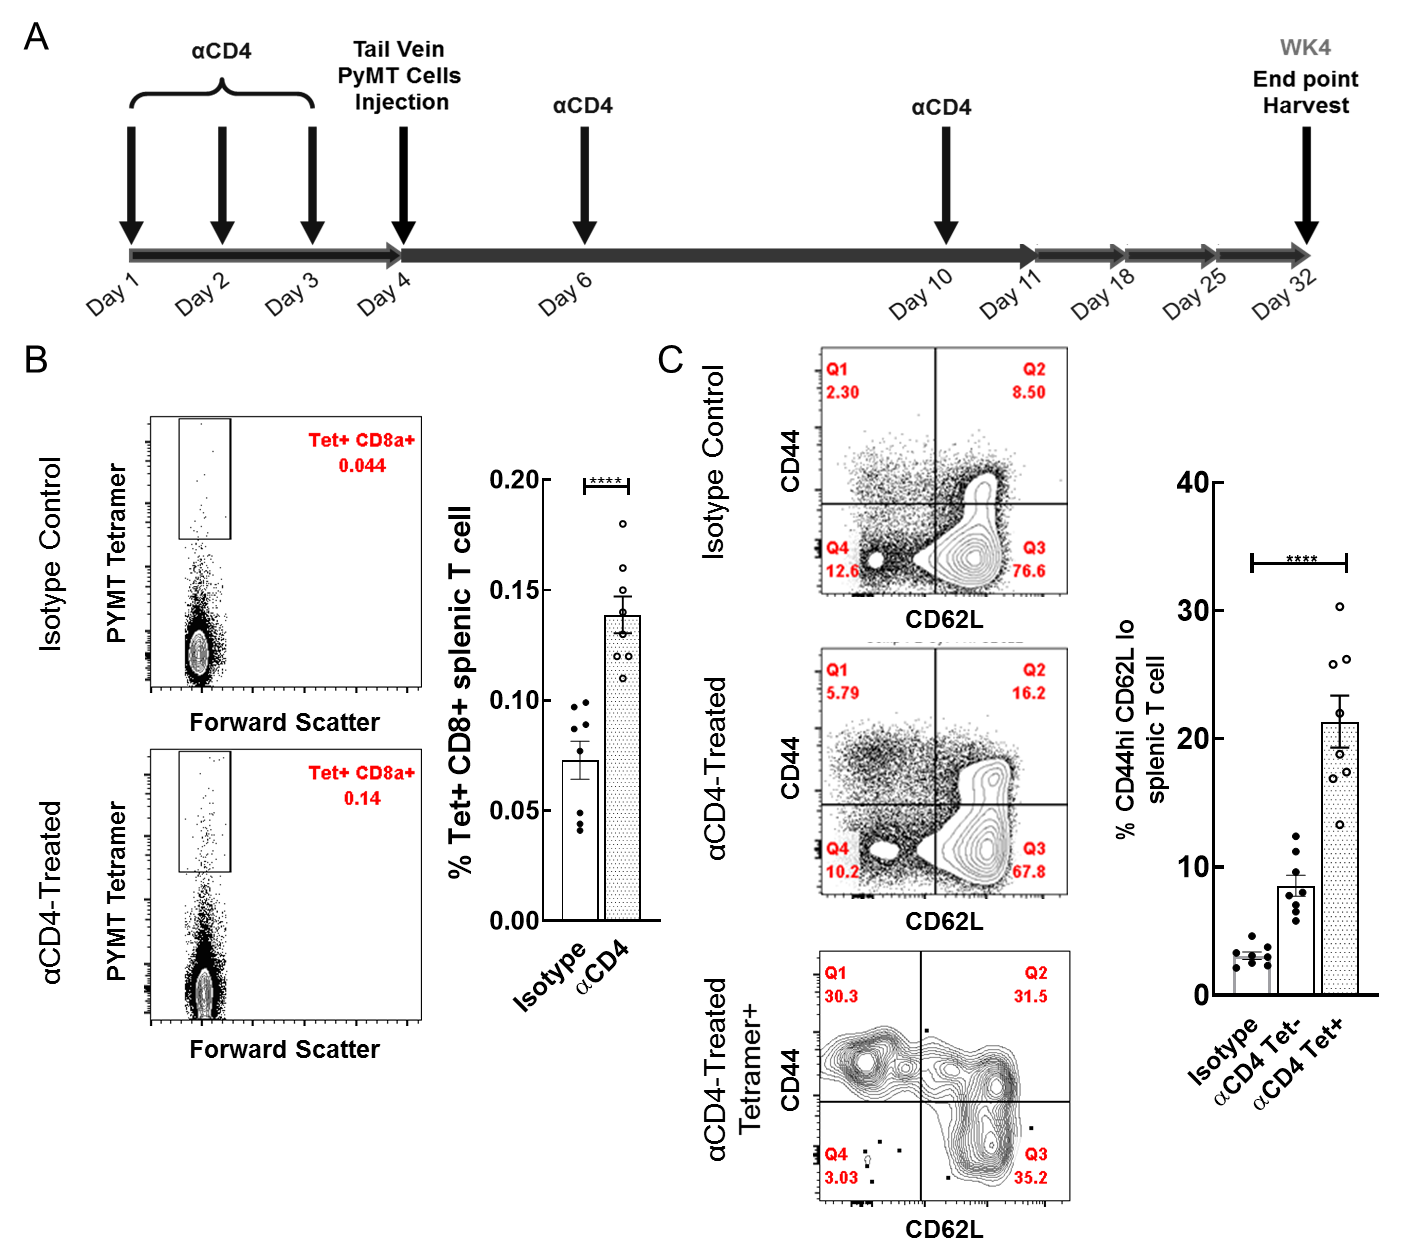 A
αCD4
Tail Vein
PyMT Cells
Injection
αCD4
αCD4
WK4
End point
Harvest
Day 1
Day 2
Day 3
Day 4
Day 6
Day 10
Day 11
Day 18
Day 25
Day 32
B
Isotype Control
PYMT Tetramer
Tet+ CD8a+
0.044
Forward Scatter
αCD4-Treated
PYMT Tetramer
Tet+ CD8a+
0.14
Forward Scatter
% Tet+ CD8+ splenic T cell
0.20
0.15
0.10
0.05
0.00
****
Isotype
αCD4
C
Isotype Control
CD44
Q1
2.30
Q2
8.50
Q4
12.6
Q3
76.6
CD62L
αCD4-Treated
CD44
Q1
5.79
Q2
16.2
Q4
10.2
Q3
67.8
CD62L
αCD4-Treated
Tetramer+
CD44
Q1
30.3
Q2
31.5
Q4
3.03
Q3
35.2
CD62L
% CD44hi CD62L lo
splenic T cell
40
30
20
10
0
****
Isotype
αCD4 Tet-
αCD4 Tet+